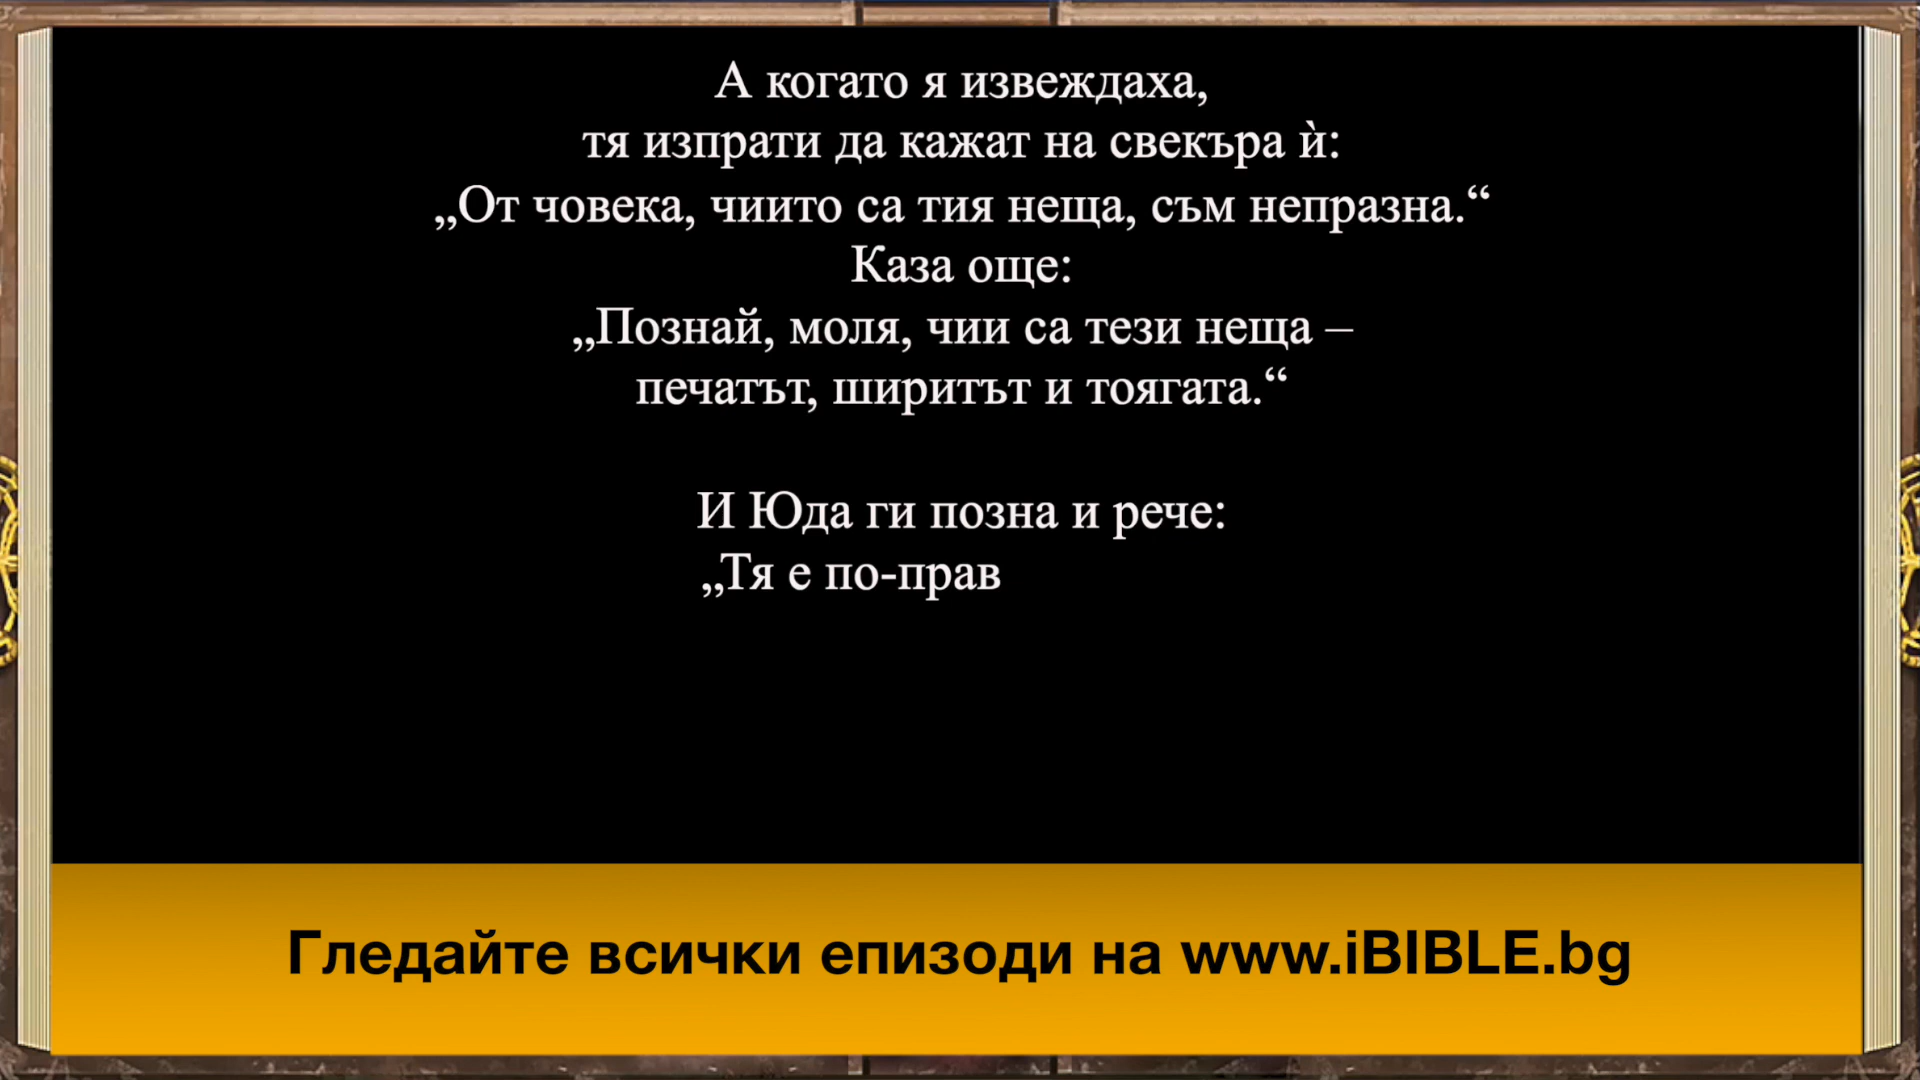 А когато я извеждаха,
тя изпрати да кажат на свекъра ѝ:
„От човека, чиито са тия неща, съм непразна.“
Каза още:
„Познай, моля, чии са тези неща –
печатът, ширитът и тоягата.“
И Юда ги позна и рече:
„Тя е по-прав
Гледайте всички епизоди на www.iBIBLE.bg